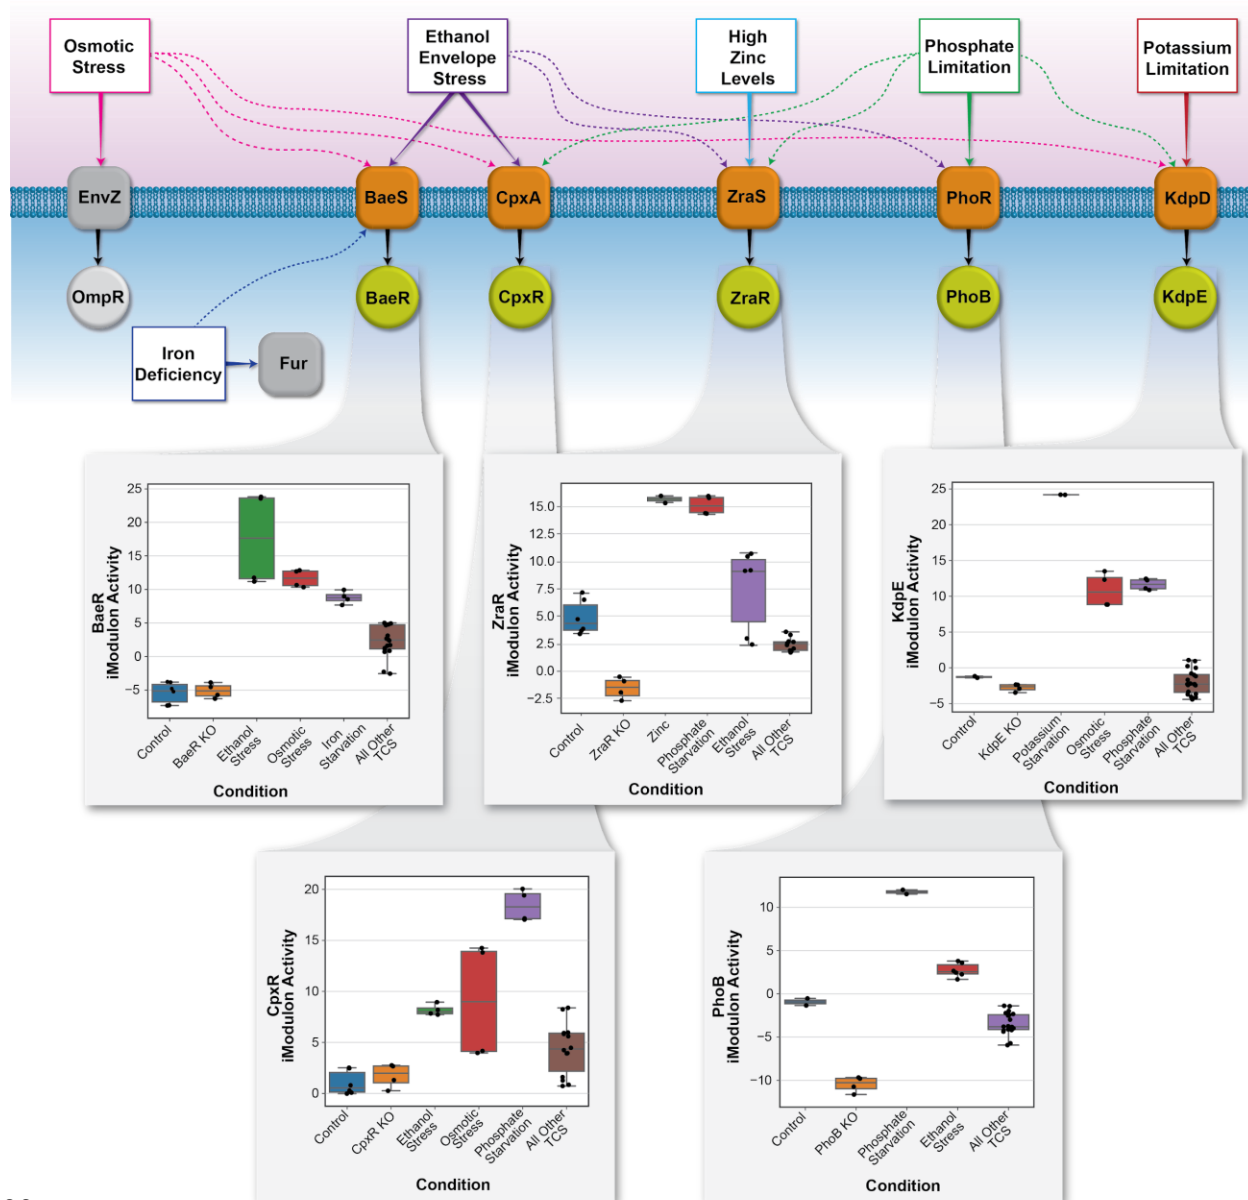 Osmotic
Stress
Ethanol
Envelope
Stress
High
Zinc
Levels
Phosphate
Limitation
Potassium
Limitation
EnvZ
BaeS
CpxA
ZraS
PhoR
KdpD
OmpR
BaeR
CpxR
ZraR
PhoB
KdpE
Iron
Deficiency
Fur
BaeR
iModulon Activity
25
20
15
10
5
0
−5
Control
BaeR KO
Ethanol
Stress
Osmotic
Stress
Iron
Starvation
All Other
TCS
Condition
ZraR
iModulon Activity
15.0
12.5
10.0
7.5
5.0
2.5
0.0
−2.5
Control
ZraR KO
Zinc
Phosphate
Starvation
Ethanol
Stress
All Other
TCS
Condition
KdpE
iModulon Activity
25
20
15
10
5
0
−5
Control
KdpE KO
Potassium
Starvation
Osmotic
Stress
Phosphate
Starvation
All Other
TCS
Condition
CpxR
iModulon Activity
20
15
10
5
0
Control
CpxR KO
Ethanol
Stress
Osmotic
Stress
Phosphate
Starvation
All Other
TCS
Condition
PhoB
iModulon Activity
10
5
0
−5
−10
Control
PhoB KO
Phosphate
Starvation
Ethanol
Stress
All Other
TCS
Condition